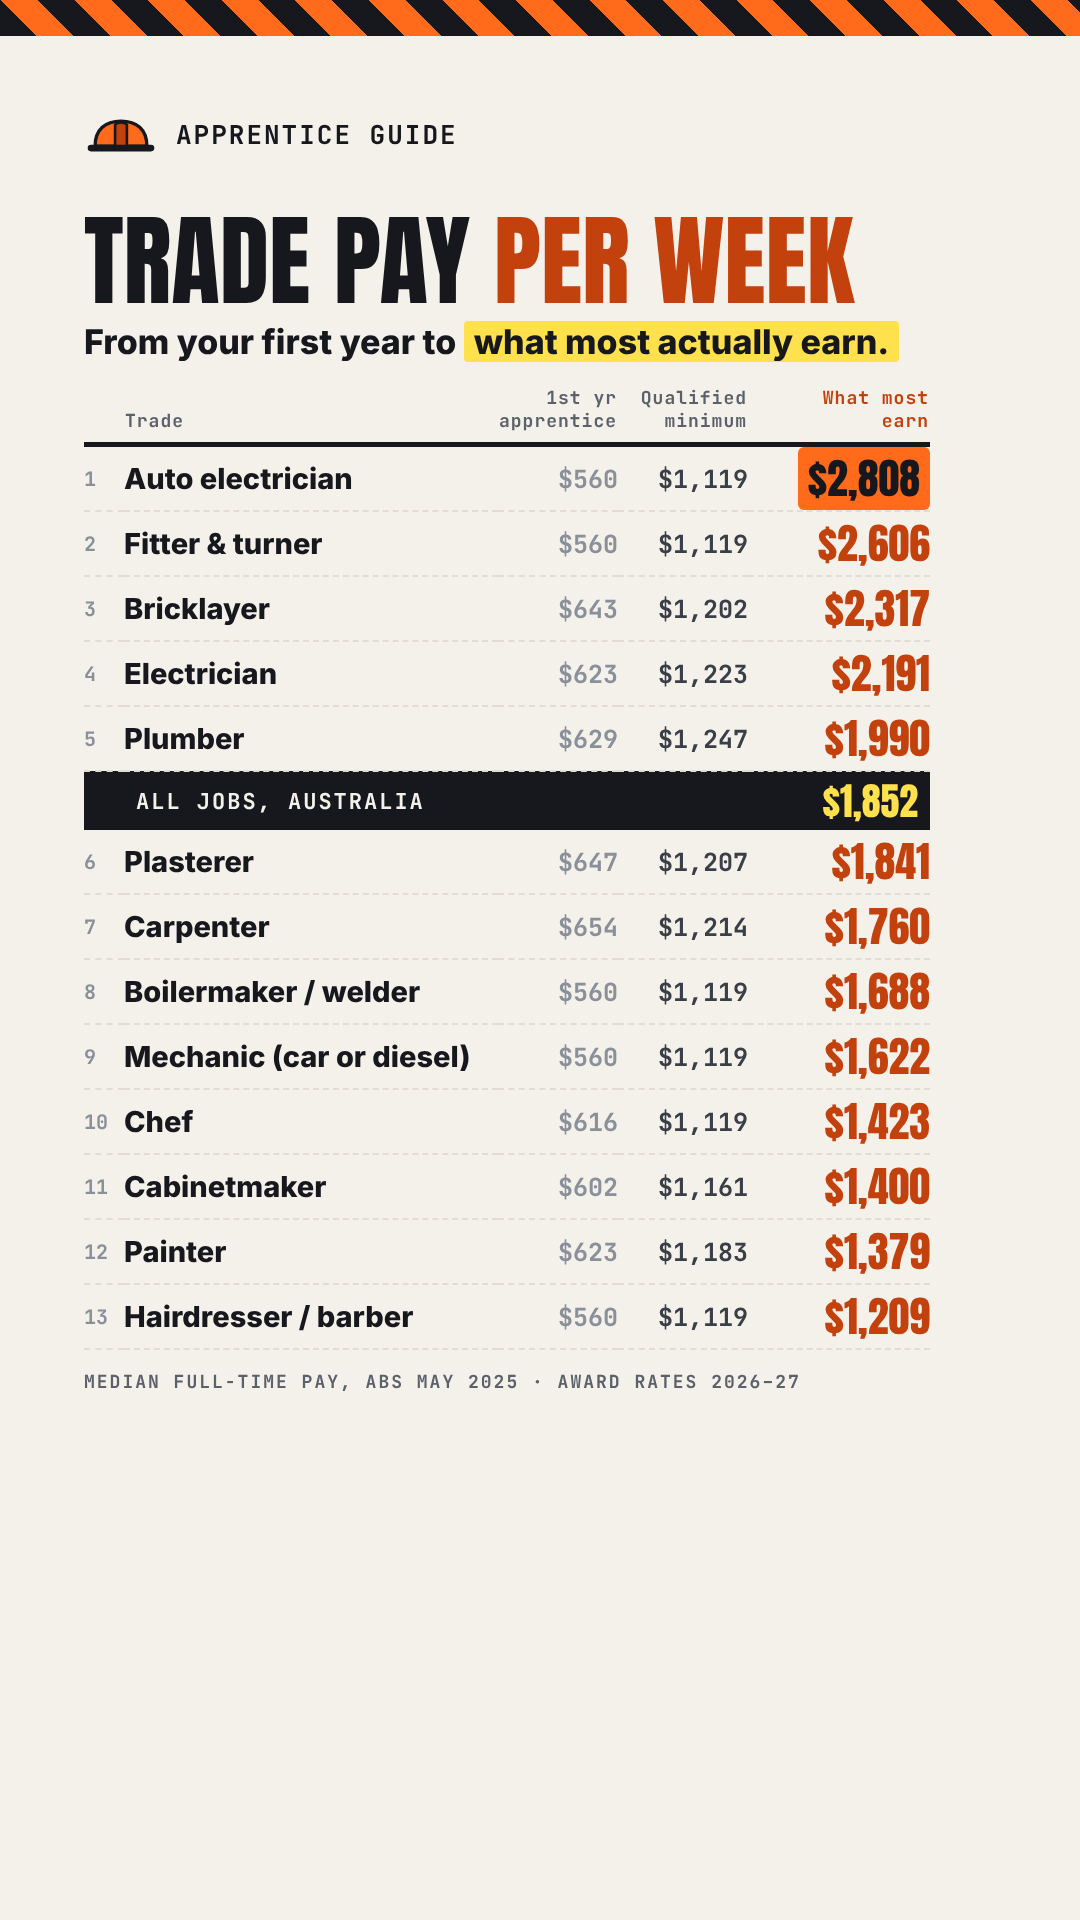 APPRENTICE GUIDE
TRADE PAY PER WEEK
From your first year to what most actually earn.
Trade 1st yr apprentice Qualified minimum What most earn
1 Auto electrician $560 $1,119 $2,808
2 Fitter & turner $560 $1,119 $2,606
3 Bricklayer $643 $1,202 $2,317
4 Electrician $623 $1,223 $2,191
5 Plumber $629 $1,247 $1,990
ALL JOBS, AUSTRALIA $1,852
6 Plasterer $647 $1,207 $1,841
7 Carpenter $654 $1,214 $1,760
8 Boilermaker / welder $560 $1,119 $1,688
9 Mechanic (car or diesel) $560 $1,119 $1,622
10 Chef $616 $1,119 $1,423
11 Cabinetmaker $602 $1,161 $1,400
12 Painter $623 $1,183 $1,379
13 Hairdresser / barber $560 $1,119 $1,209
MEDIAN FULL-TIME PAY, ABS MAY 2025 · AWARD RATES 2026–27